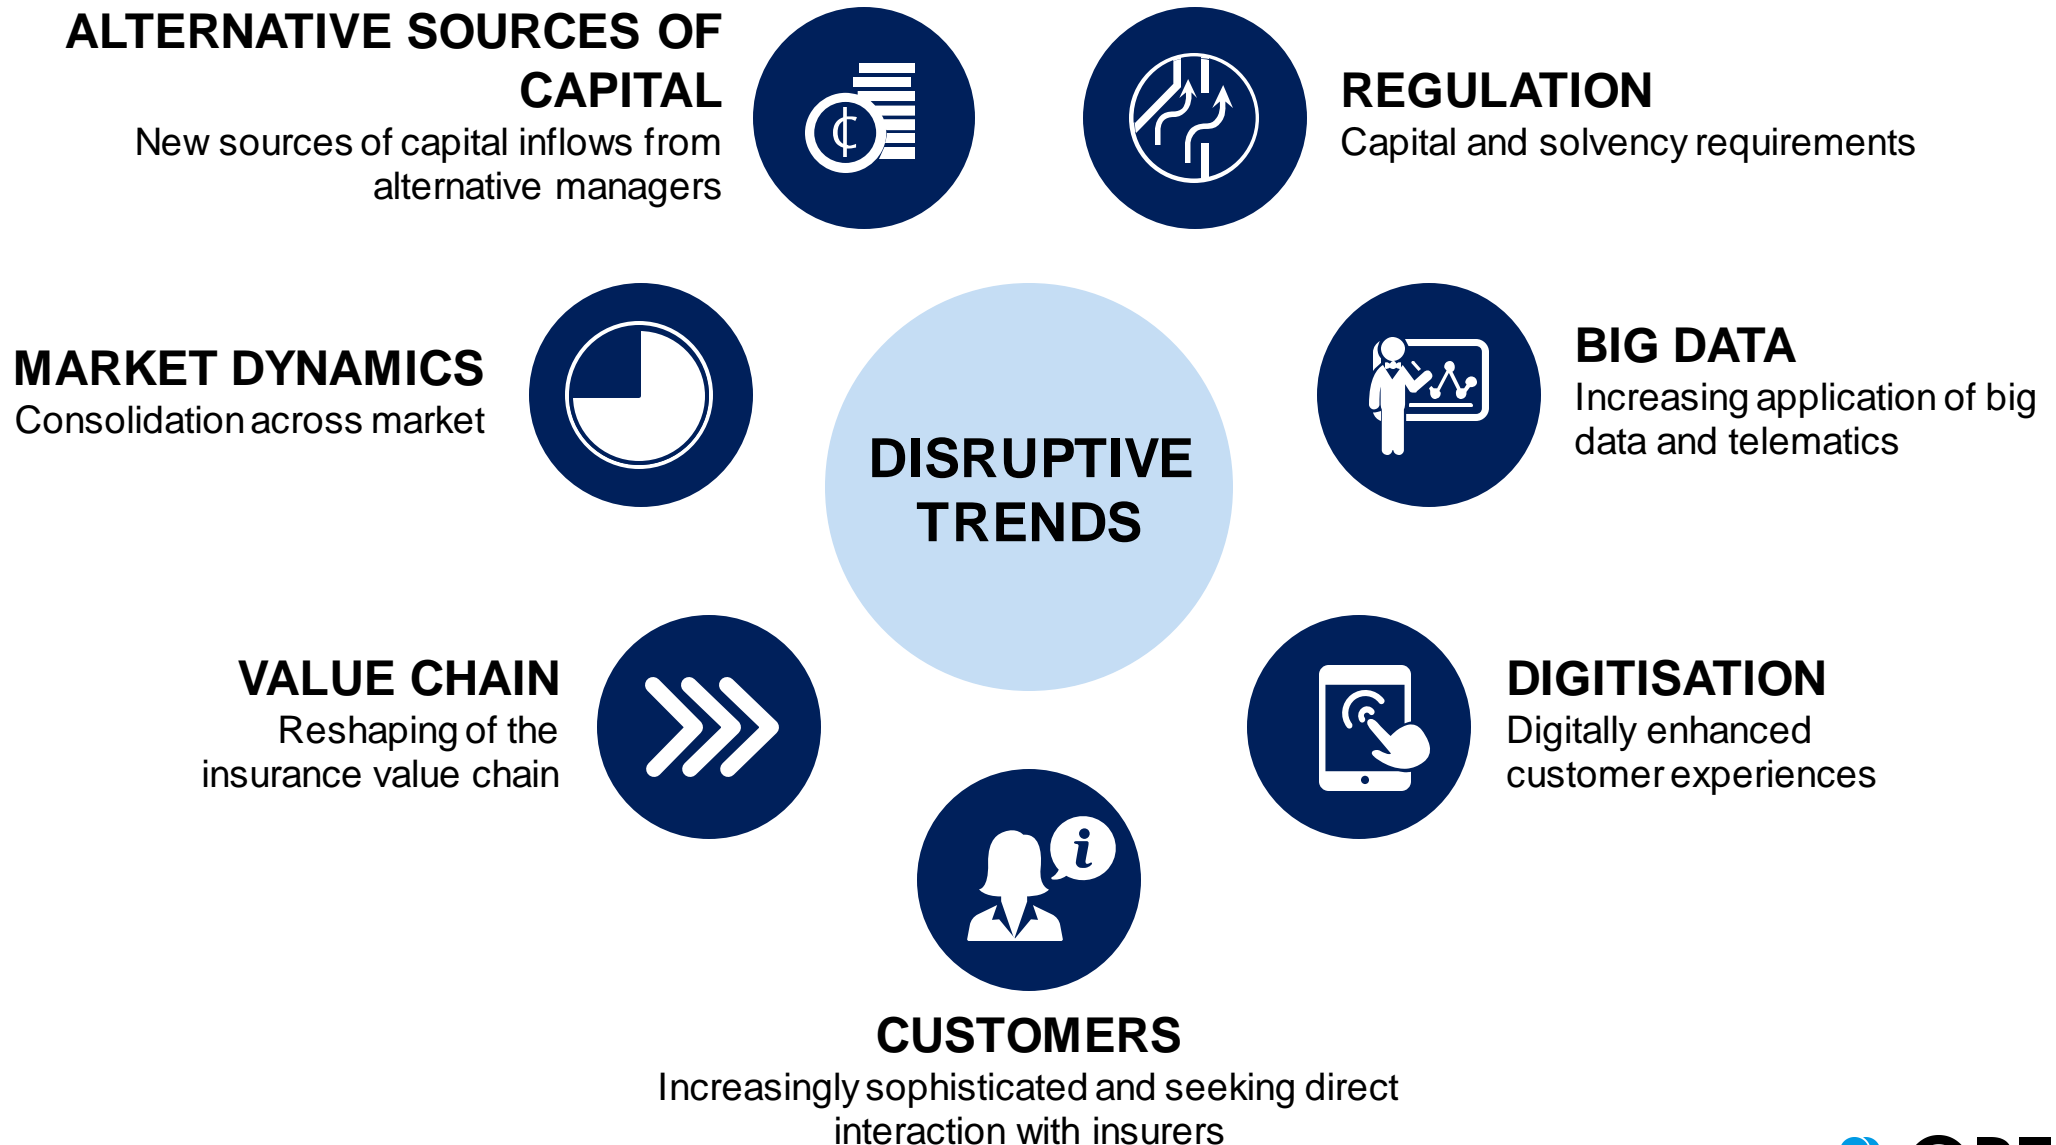 ALTERNATIVE SOURCES OF
CAPITAL
New sources of capital inflows from
alternative managers
REGULATION
Capital and solvency requirements
MARKET DYNAMICS
Consolidation across market
BIG DATA
Increasing application of big
data and telematics
DISRUPTIVE
TRENDS
VALUE CHAIN
Reshaping of the
insurance value chain
DIGITISATION
Digitally enhanced
customer experiences
CUSTOMERS
Increasingly sophisticated and seeking direct
interaction with insurers